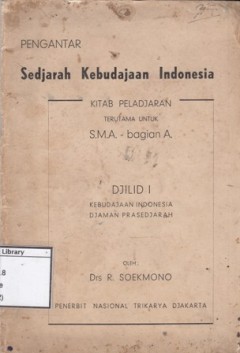 PENGANTAR
Sedjarah Kebudajaan Indonesia
KITAB PELADJARAN
TERUTAMA UNTUK
S.M.A. - bagian A.
DJILID I
KEBUDAJAAN INDONESIA
DJAMAN PRASEDJARAH
OLEH:
Drs R. SOEKMONO
PENERBIT NASIONAL TRIKARYA DJAKARTA
Library